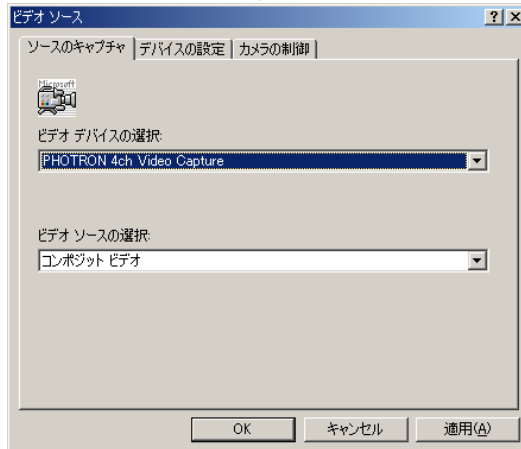 ビデオ ソース
ソースのキャプチャ デバイスの設定 カメラの制御
Microsoft
ビデオ デバイスの選択:
PHOTRON 4ch Video Capture
ビデオ ソースの選択:
コンポジット ビデオ
OK キャンセル 適用(A)